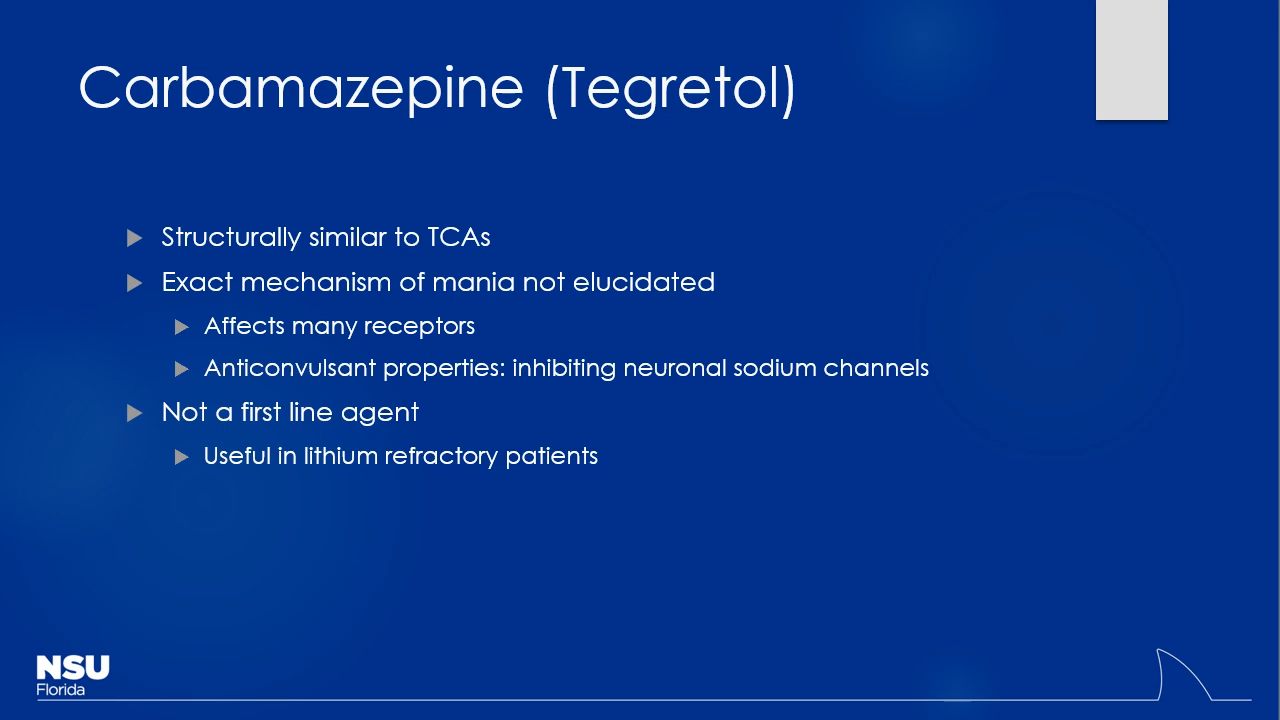 Carbamazepine (Tegretol)
Structurally similar to TCAs
Exact mechanism of mania not elucidated
Affects many receptors
Anticonvulsant properties: inhibiting neuronal sodium channels
Not a first line agent
Useful in lithium refractory patients
NSU
Florida